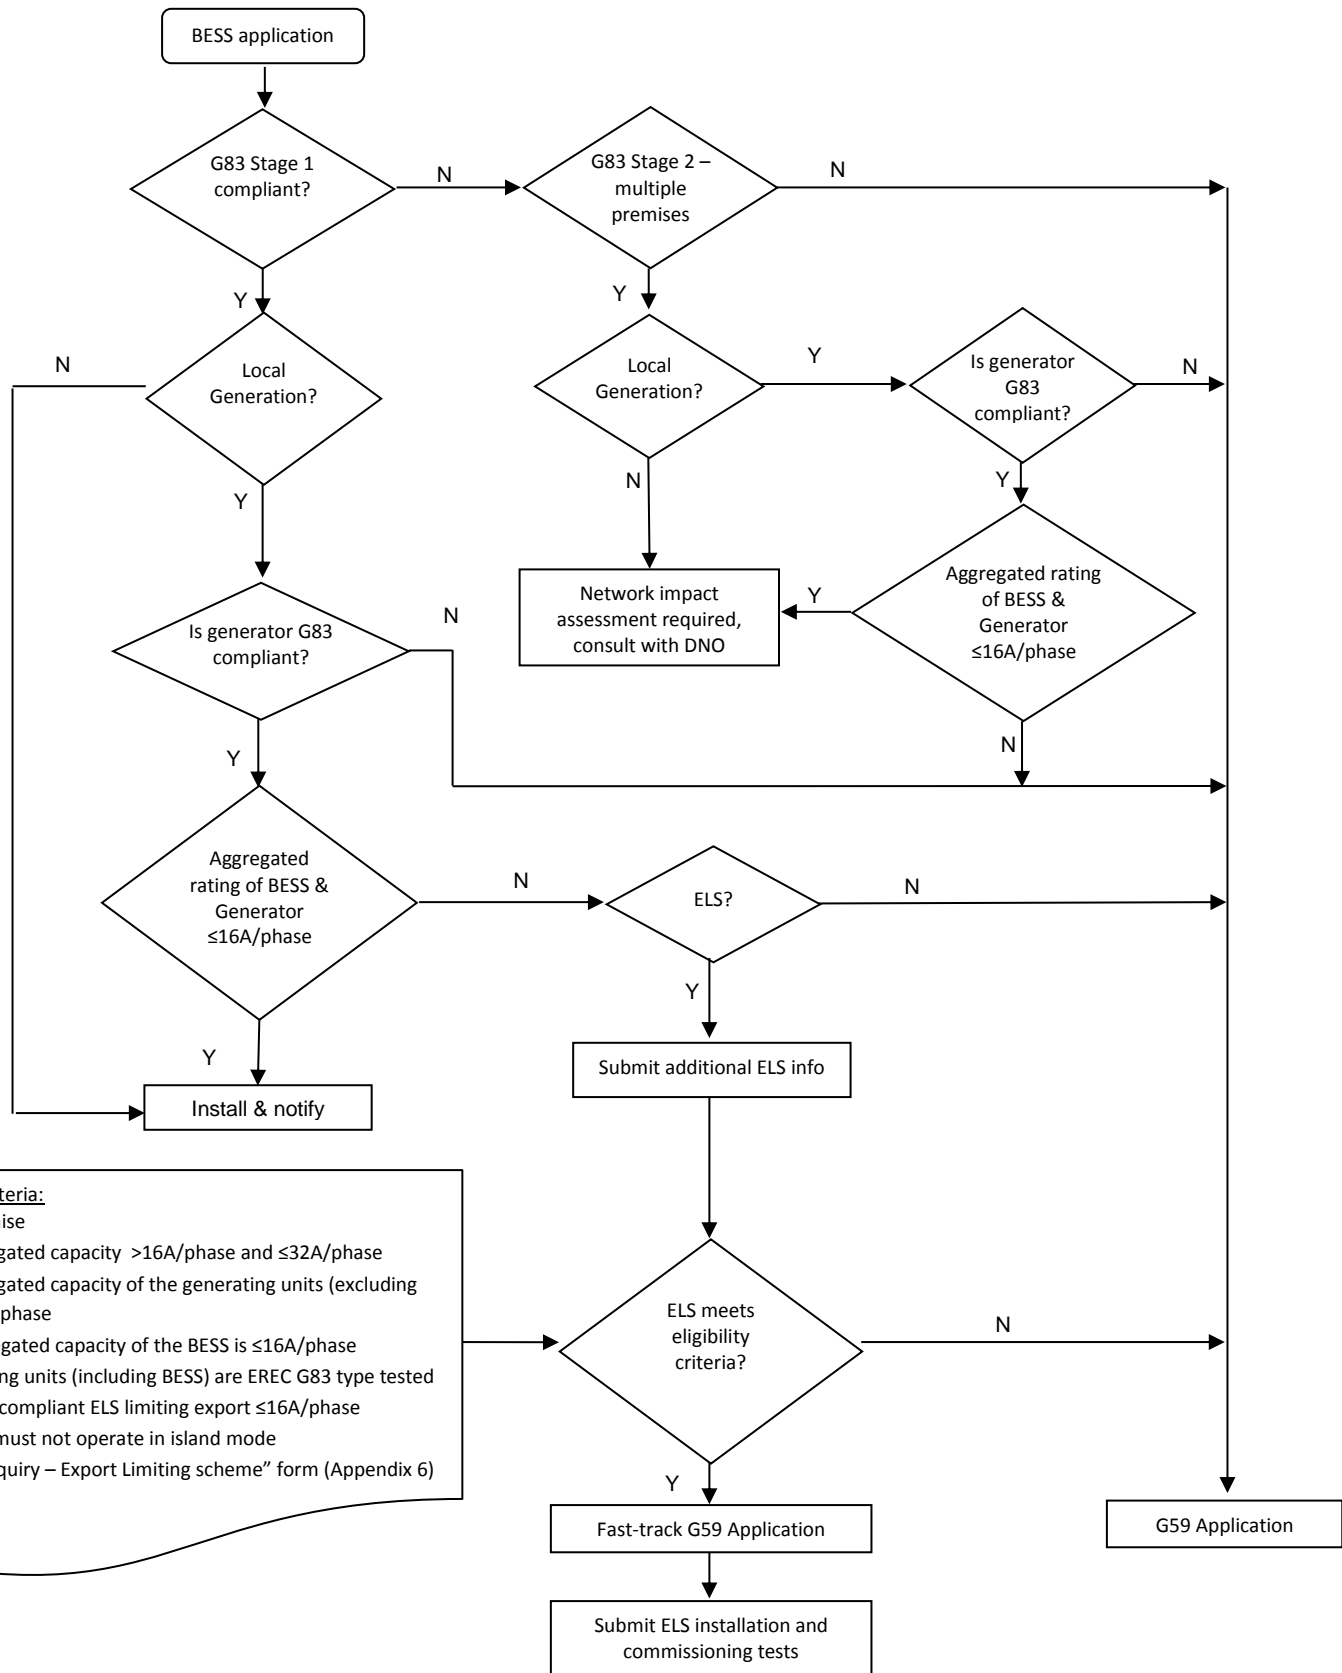 BESS application
G83 Stage 1
compliant?
N
G83 Stage 2 –
multiple
premises
N
Y
Y
N
Local
Generation?
Local
Generation?
Y
Is generator
G83
compliant?
N
Y
N
Y
Network impact
assessment required,
consult with DNO
Y
Aggregated rating
of BESS &
Generator
≤16A/phase
Is generator G83
compliant?
N
Y
N
Aggregated
rating of BESS &
Generator
≤16A/phase
N
ELS?
N
Y
Y
Submit additional ELS info
Install & notify
teria:
ise
gated capacity >16A/phase and ≤32A/phase
gated capacity of the generating units (excluding
phase
egated capacity of the BESS is ≤16A/phase
ng units (including BESS) are EREC G83 type tested
compliant ELS limiting export ≤16A/phase
must not operate in island mode
quiry – Export Limiting scheme” form (Appendix 6)
ELS meets
eligibility
criteria?
N
Y
Fast-track G59 Application
G59 Application
Submit ELS installation and
commissioning tests